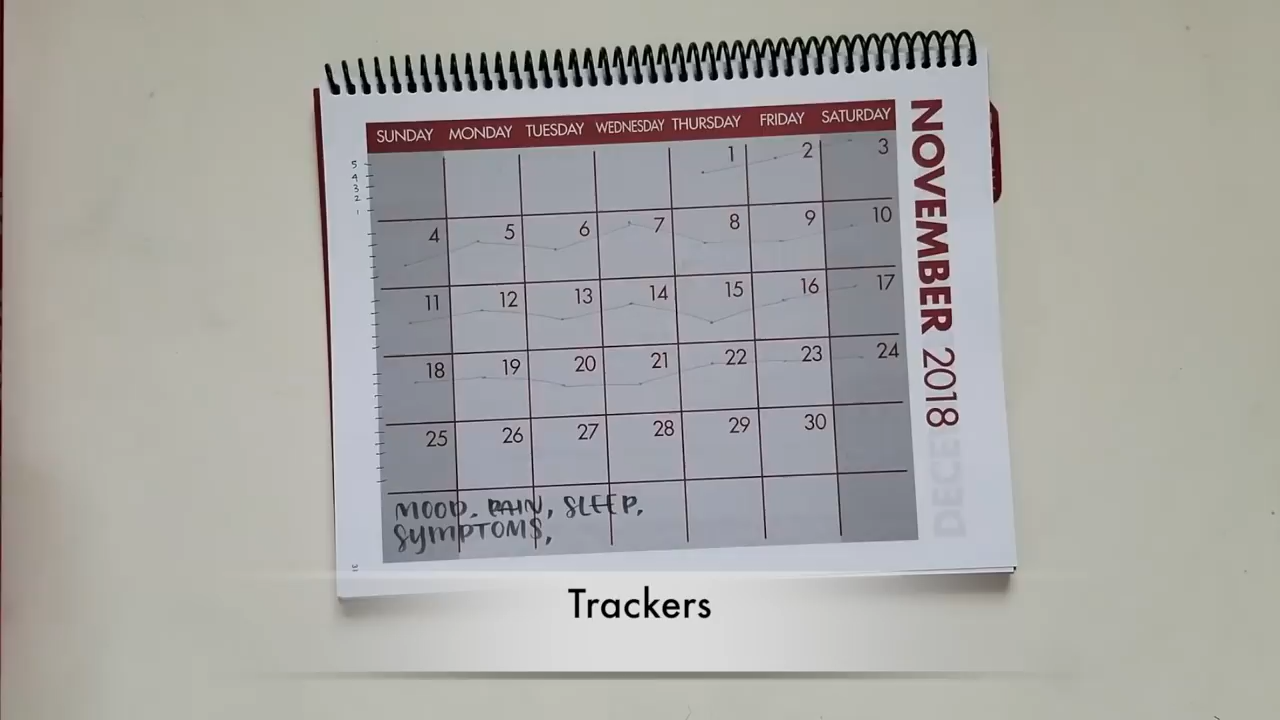 SUNDAY MONDAY TUESDAY WEDNESDAY THURSDAY FRIDAY SATURDAY
NOVEMBER 2018
5
4
3
2
1
1 2 3
4 5 6 7 8 9 10
11 12 13 14 15 16 17
18 19 20 21 22 23 24
25 26 27 28 29 30
MOOD, PAIN, SLEEP,
SYMPTOMS,
DECE
Trackers